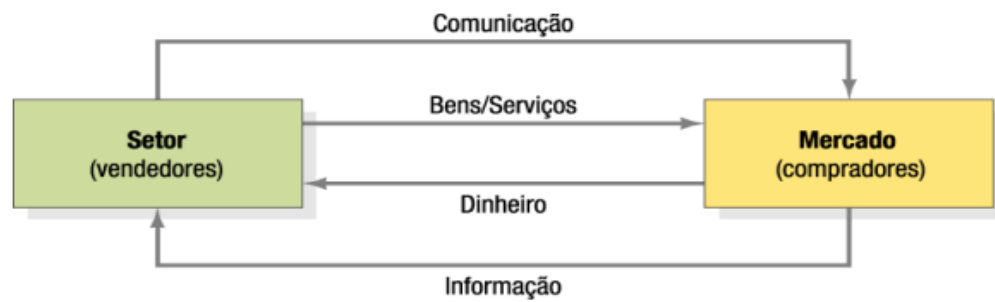 Comunicação
Bens/Serviços
Setor
(vendedores)
Mercado
(compradores)
Dinheiro
Informação